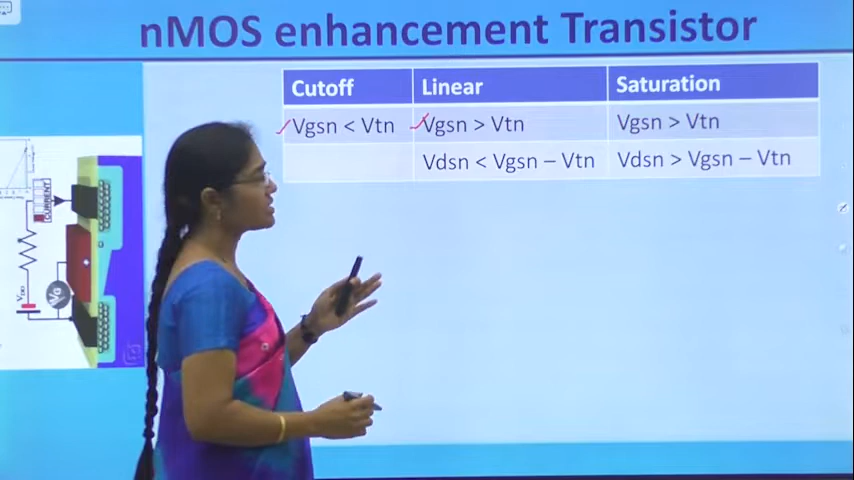 nMOS enhancement Transistor
Cutoff Linear Saturation
Vgsn < Vtn Vgsn > Vtn Vgsn > Vtn
Vdsn < Vgsn – Vtn Vdsn > Vgsn – Vtn
CURRENT
VDD